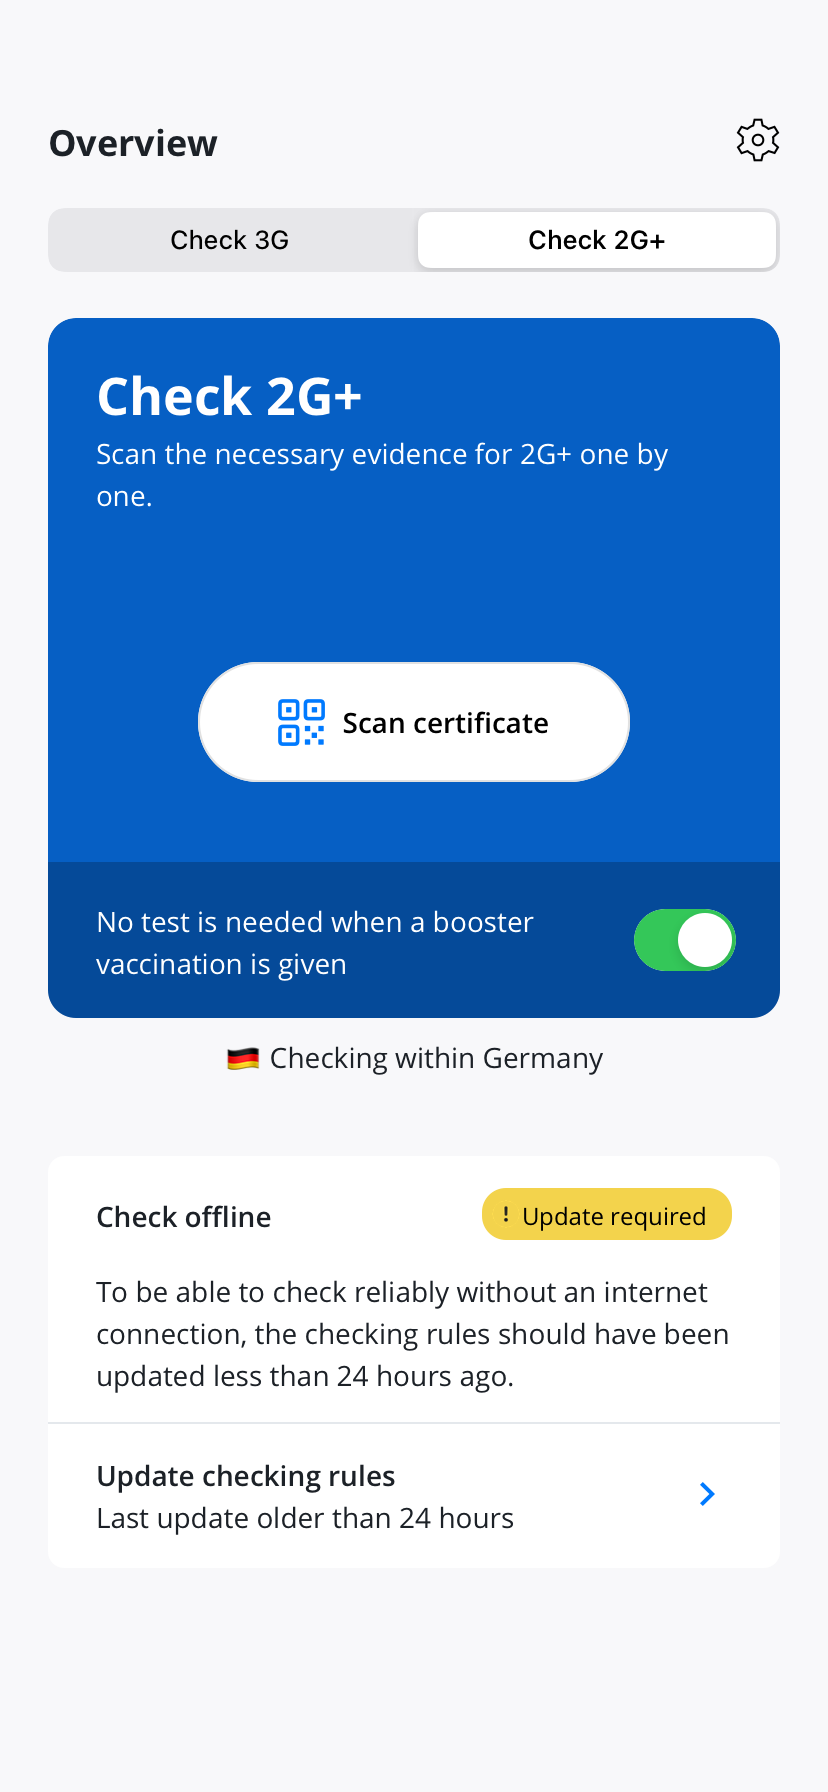 Overview
Check 3G
Check 2G+
Check 2G+
Scan the necessary evidence for 2G+ one by
one.
Scan certificate
No test is needed when a booster
vaccination is given
🇩🇪 Checking within Germany
Check offline
! Update required
To be able to check reliably without an internet
connection, the checking rules should have been
updated less than 24 hours ago.
Update checking rules
Last update older than 24 hours